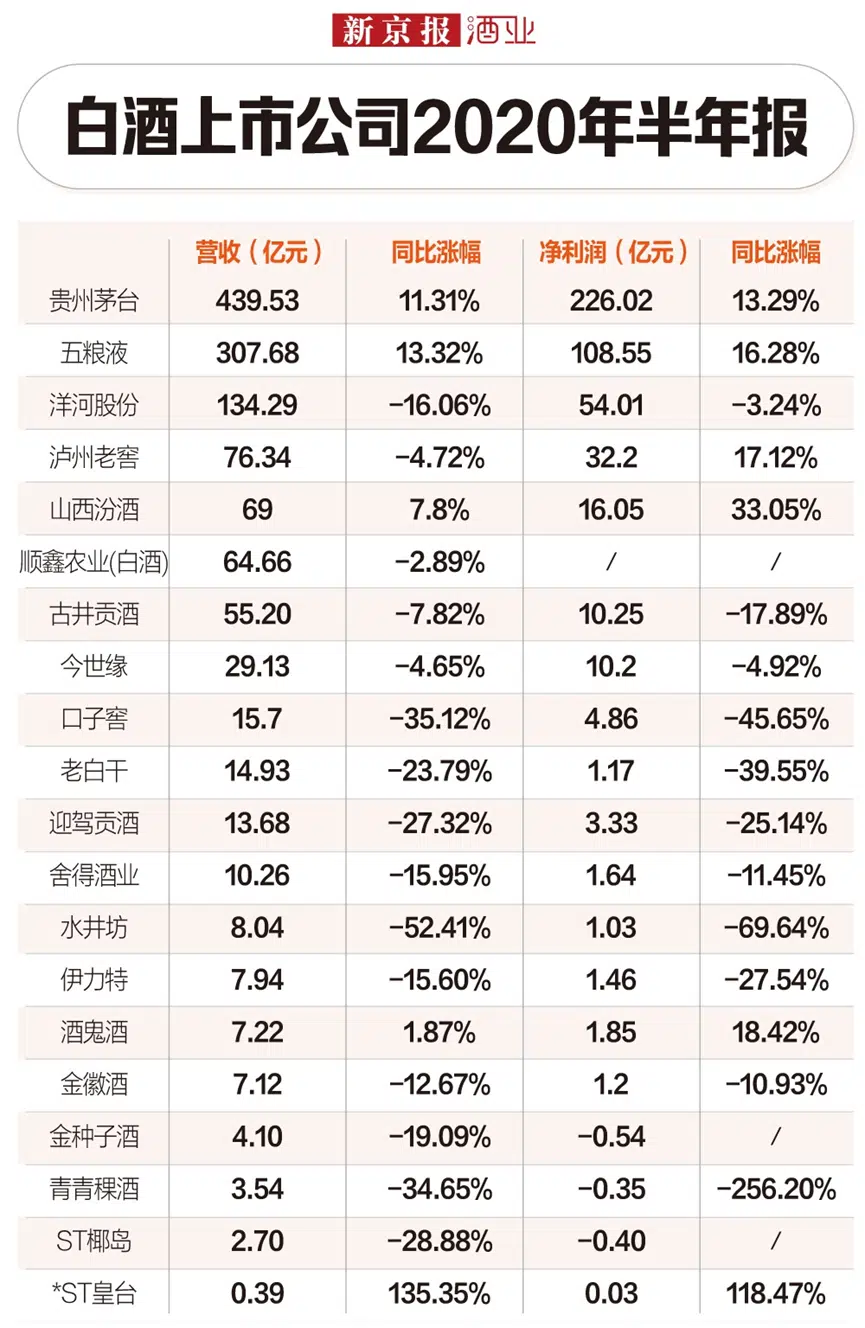 新京报 酒业
白酒上市公司2020年半年报
营收（亿元） 同比涨幅 净利润（亿元） 同比涨幅
贵州茅台 439.53 11.31% 226.02 13.29%
五粮液 307.68 13.32% 108.55 16.28%
洋河股份 134.29 -16.06% 54.01 -3.24%
泸州老窖 76.34 -4.72% 32.2 17.12%
山西汾酒 69 7.8% 16.05 33.05%
顺鑫农业(白酒) 64.66 -2.89% / /
古井贡酒 55.20 -7.82% 10.25 -17.89%
今世缘 29.13 -4.65% 10.2 -4.92%
口子窖 15.7 -35.12% 4.86 -45.65%
老白干 14.93 -23.79% 1.17 -39.55%
迎驾贡酒 13.68 -27.32% 3.33 -25.14%
舍得酒业 10.26 -15.95% 1.64 -11.45%
水井坊 8.04 -52.41% 1.03 -69.64%
伊力特 7.94 -15.60% 1.46 -27.54%
酒鬼酒 7.22 1.87% 1.85 18.42%
金徽酒 7.12 -12.67% 1.2 -10.93%
金种子酒 4.10 -19.09% -0.54 /
青青稞酒 3.54 -34.65% -0.35 -256.20%
ST椰岛 2.70 -28.88% -0.40 /
*ST皇台 0.39 135.35% 0.03 118.47%